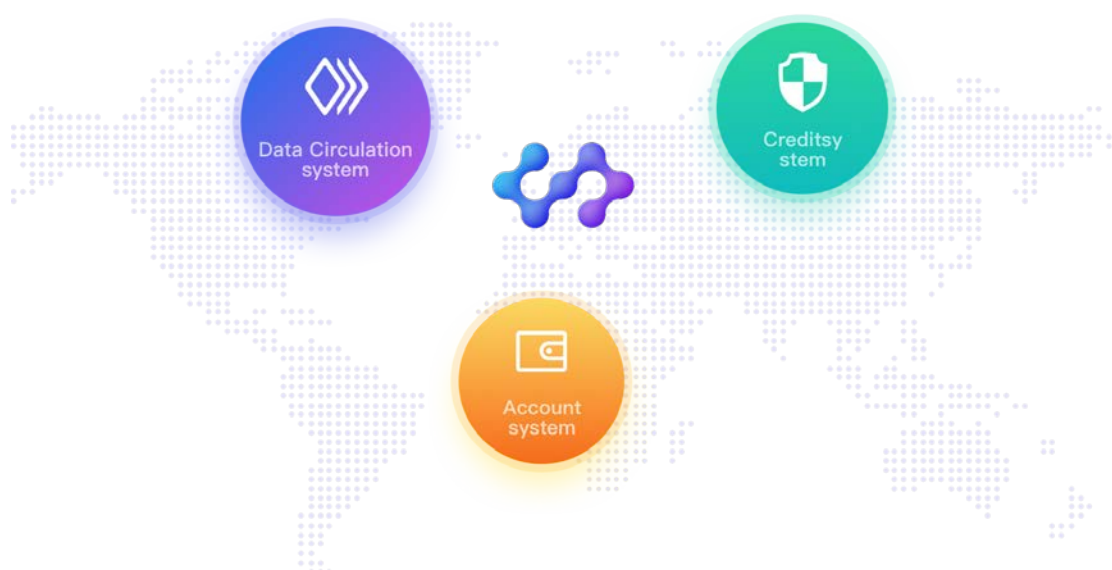 Data Circulation
system
Creditsy
stem
Account
system